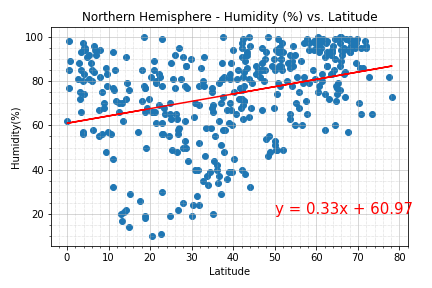 Northern Hemisphere - Humidity (%) vs. Latitude
100
80
60
40
20
Humidity(%)
y = 0.33x + 60.97
0 10 20 30 40 50 60 70 80
Latitude